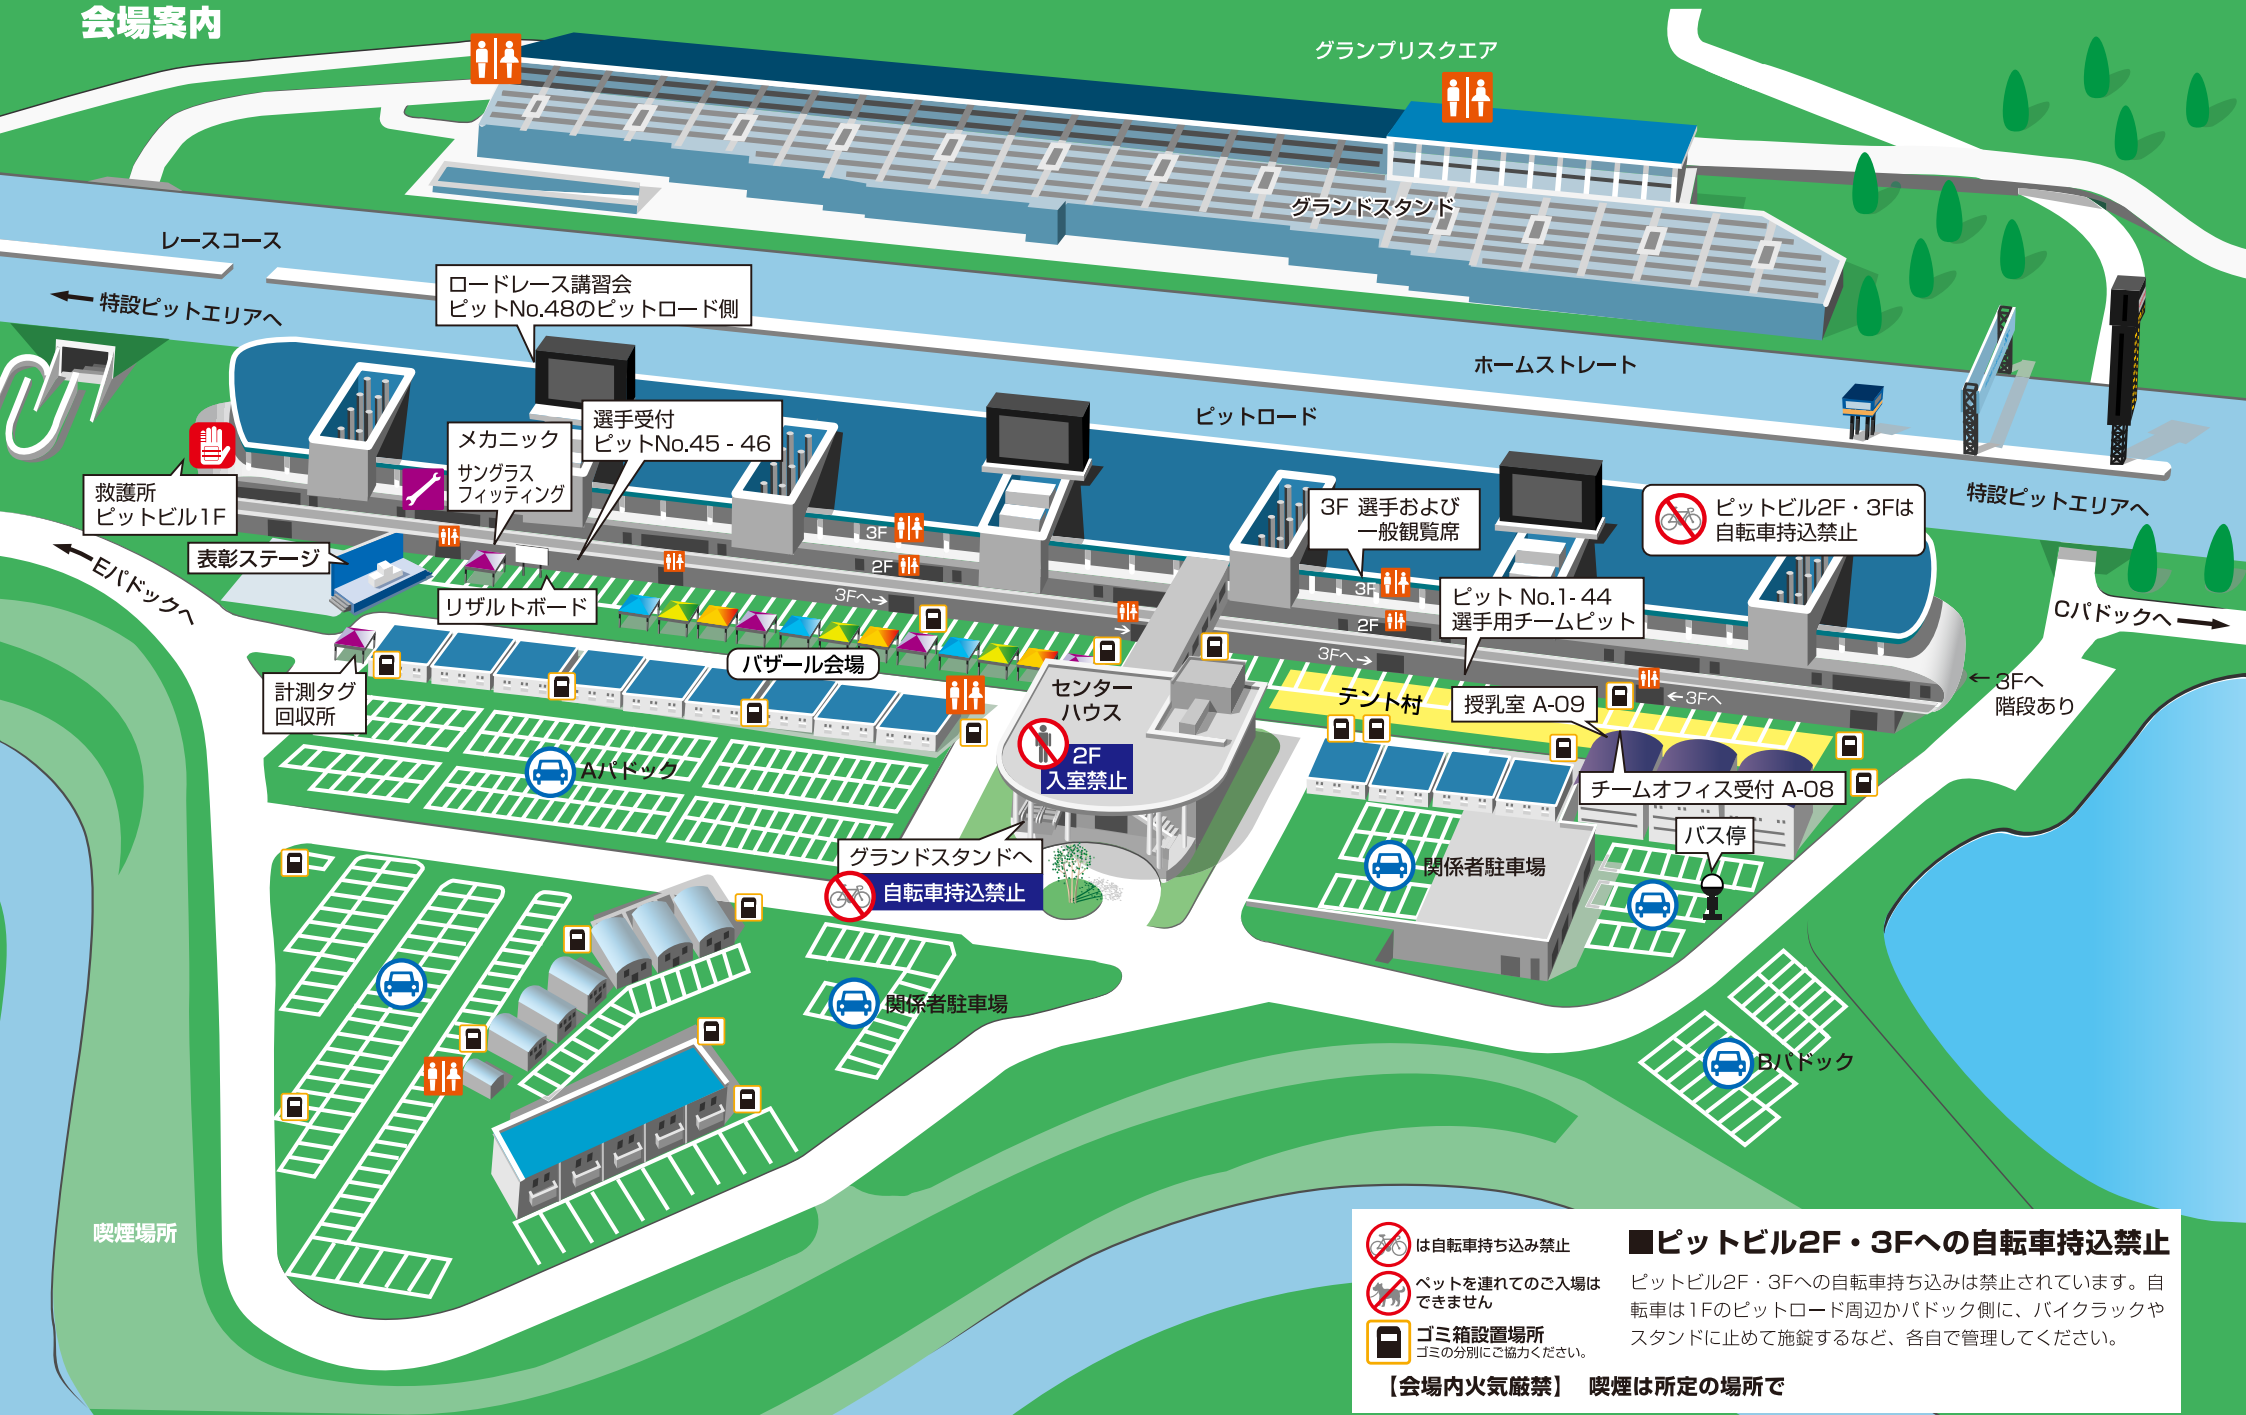 会場案内
グランプリスクエア
グランドスタンド
レースコース
← 特設ピットエリアへ
ロードレース講習会
ピットNo.48のピットロード側
ホームストレート
ピットロード
選手受付
ピットNo.45 - 46
メカニック
サングラス
フィッティング
救護所
ピットビル1F
表彰ステージ
←Eパドックへ
リザルトボード
3F
2F
3Fへ→
3F 選手および
一般観覧席
ピットビル2F・3Fは
自転車持込禁止
特設ピットエリアへ
3F
2F
3Fへ→
ピット No.1- 44
選手用チームピット
Cパドックへ →
←3Fへ
階段あり
←3Fへ
計測タグ
回収所
バザール会場
センター
ハウス
2F
入室禁止
テント村
授乳室 A-09
チームオフィス受付 A-08
バス停
Aパドック
グランドスタンドへ
自転車持込禁止
関係者駐車場
関係者駐車場
Bパドック
喫煙場所
は自転車持ち込み禁止
ペットを連れてのご入場は
できません
ゴミ箱設置場所
ゴミの分別にご協力ください。
【会場内火気厳禁】 喫煙は所定の場所で
■ピットビル2F・3Fへの自転車持込禁止
ピットビル2F・3Fへの自転車持ち込みは禁止されています。自
転車は1Fのピットロード周辺かパドック側に、バイクラックや
スタンドに止めて施錠するなど、各自で管理してください。